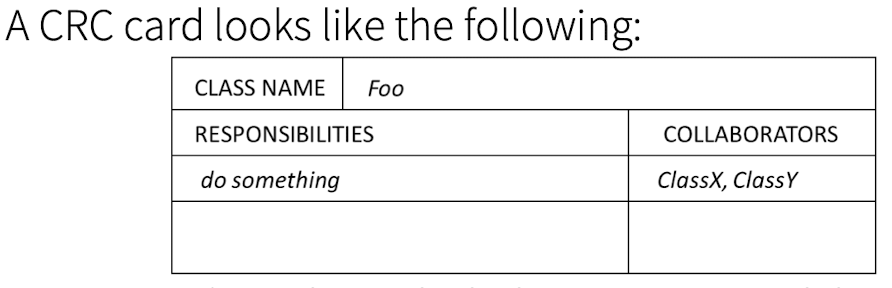 A CRC card looks like the following:
CLASS NAME Foo
RESPONSIBILITIES COLLABORATORS
do something ClassX, ClassY